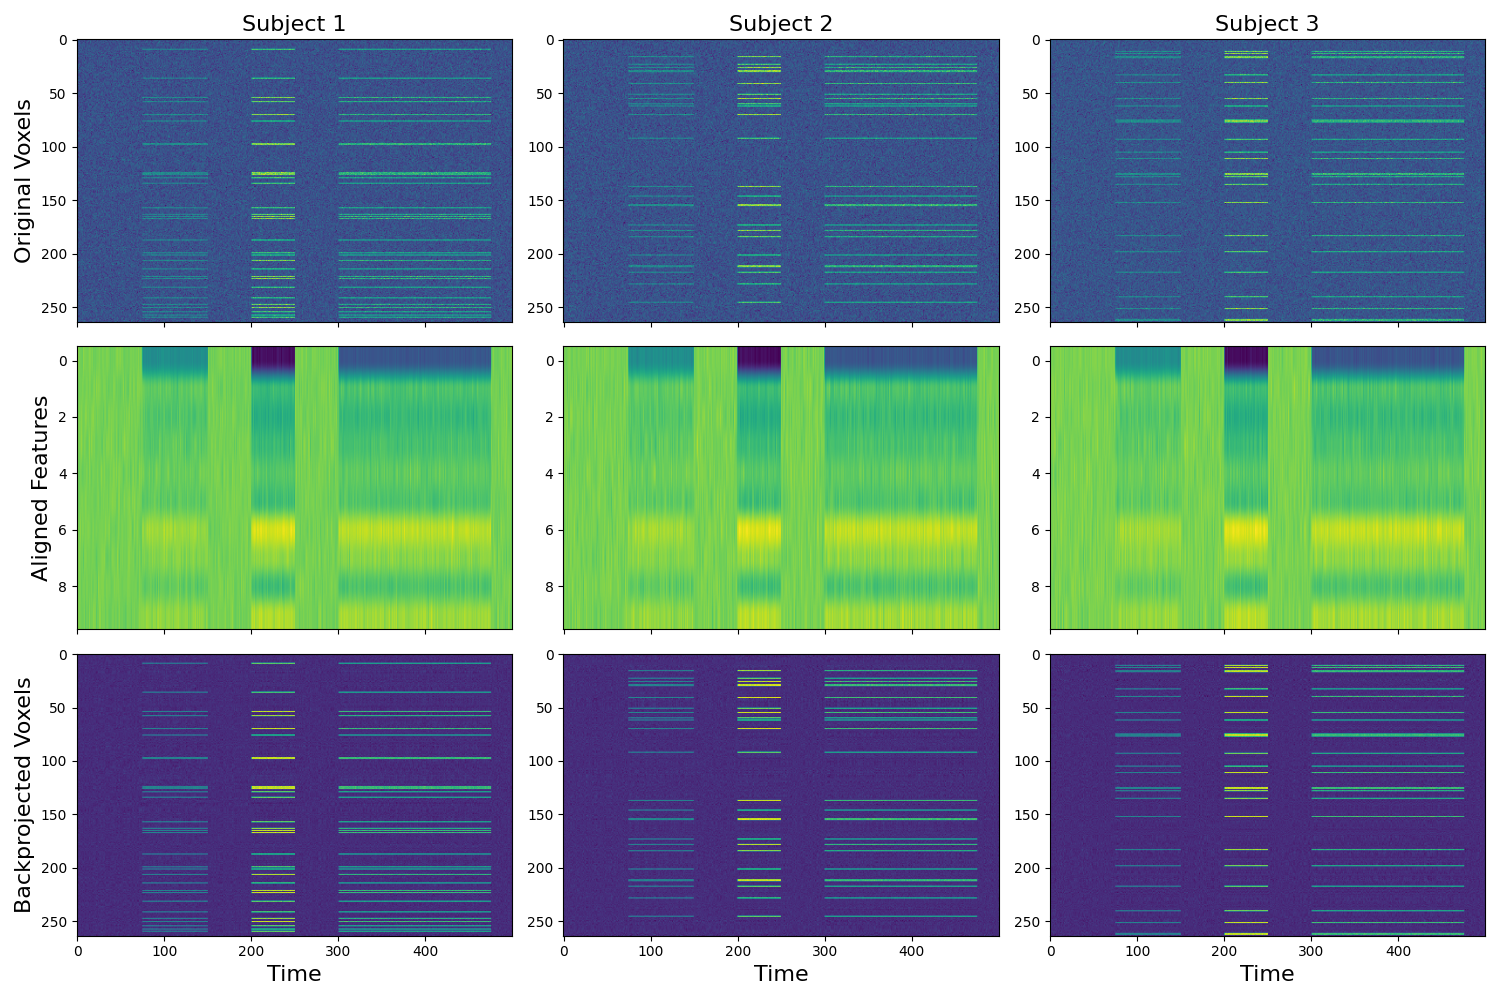 Subject 1 Subject 2 Subject 3
Original Voxels
0 0 0
50 50 50
100 100 100
150 150 150
200 200 200
250 250 250
Aligned Features
0 0 0
2 2 2
4 4 4
6 6 6
8 8 8
Backprojected Voxels
0 0 0
50 50 50
100 100 100
150 150 150
200 200 200
250 250 250
0 100 200 300 400 0 100 200 300 400 0 100 200 300 400
Time Time Time